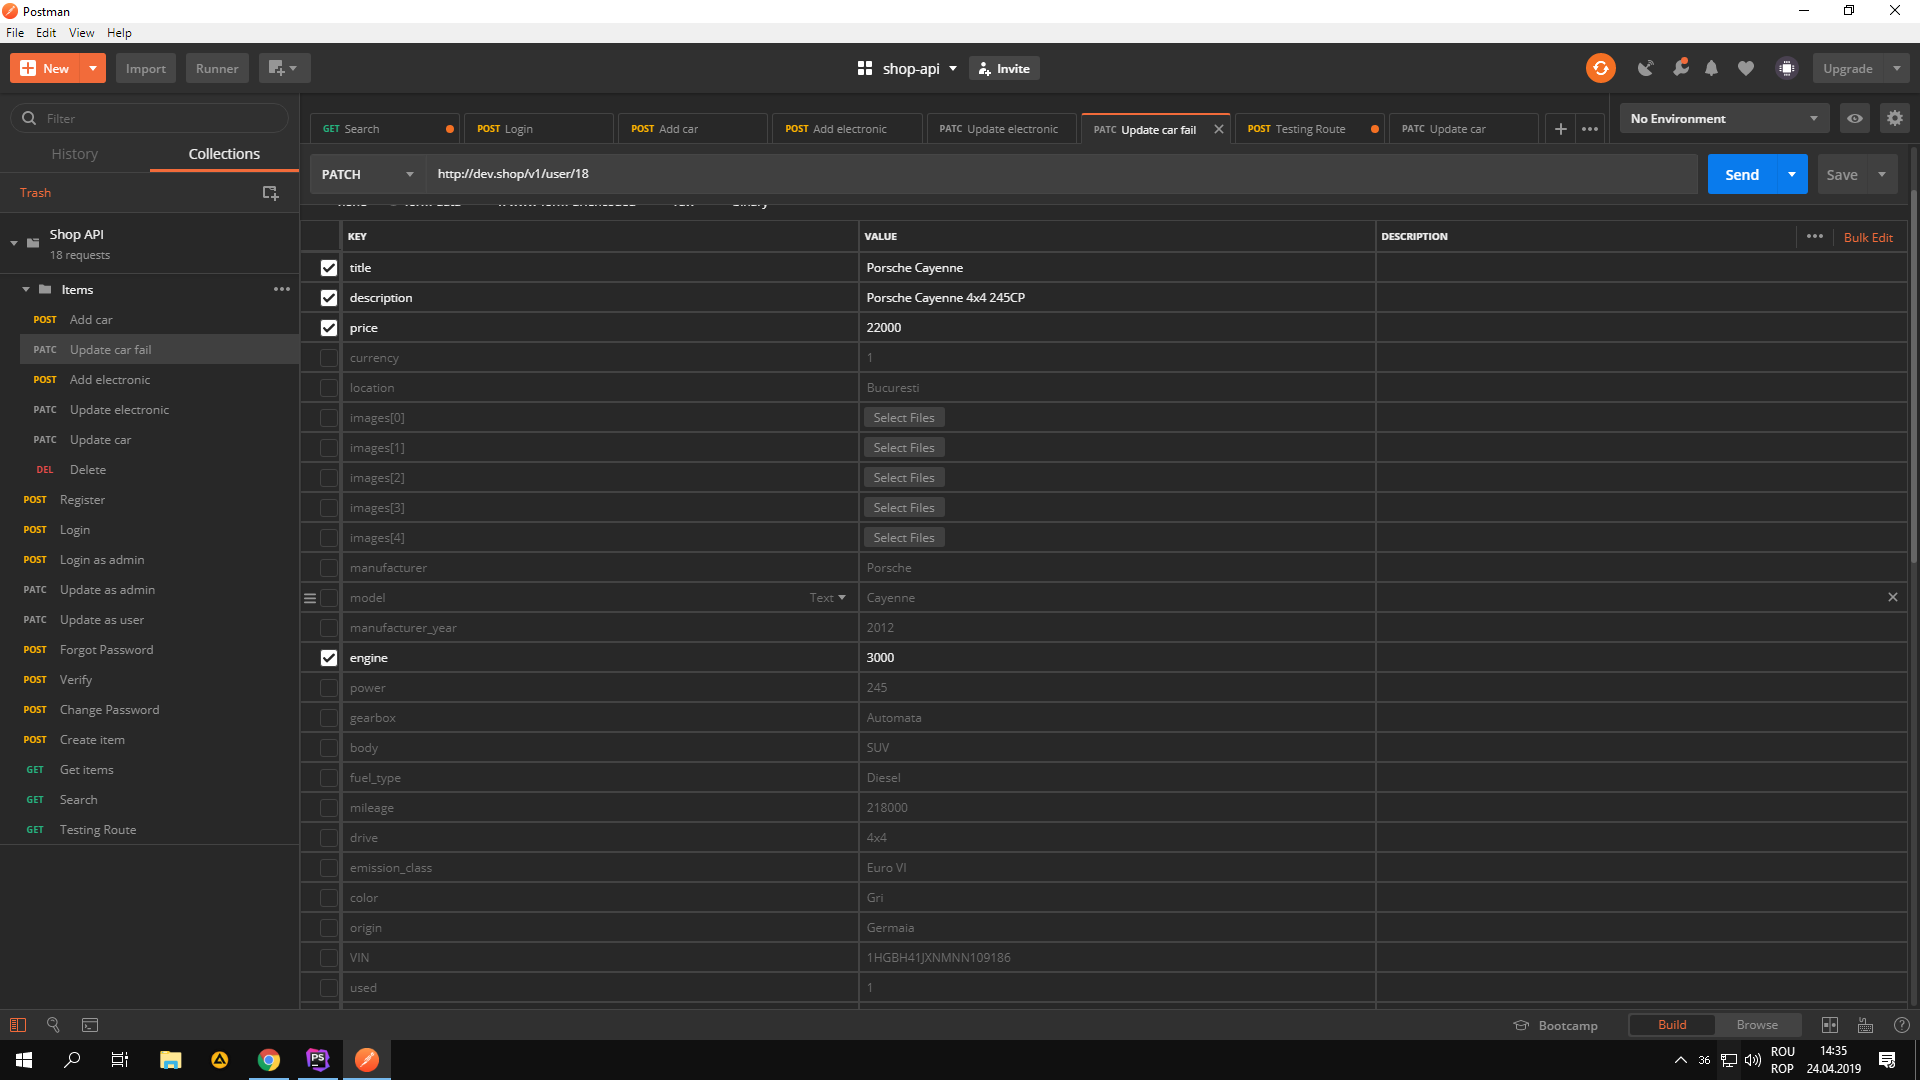 Postman
File Edit View Help
New Import Runner shop-api Invite Upgrade
Filter
History Collections
Trash
Shop API
18 requests
Items
POST Add car
PATC Update car fail
POST Add electronic
PATC Update electronic
PATC Update car
DEL Delete
POST Register
POST Login
POST Login as admin
PATC Update as admin
PATC Update as user
POST Forgot Password
POST Verify
POST Change Password
POST Create item
GET Get items
GET Search
GET Testing Route
GET Search POST Login POST Add car POST Add electronic PATC Update electronic PATC Update car fail POST Testing Route PATC Update car
No Environment
PATCH http://dev.shop/v1/user/18 Send Save
KEY VALUE DESCRIPTION Bulk Edit
title Porsche Cayenne
description Porsche Cayenne 4x4 245CP
price 22000
currency 1
location Bucuresti
images[0] Select Files
images[1] Select Files
images[2] Select Files
images[3] Select Files
images[4] Select Files
manufacturer Porsche
model Text Cayenne
manufacturer_year 2012
engine 3000
power 245
gearbox Automata
body SUV
fuel_type Diesel
mileage 218000
drive 4x4
emission_class Euro VI
color Gri
origin Germaia
VIN 1HGBH41JXNMNN109186
used 1
Bootcamp Build Browse
PS
36 ROU 14:35
ROP 24.04.2019